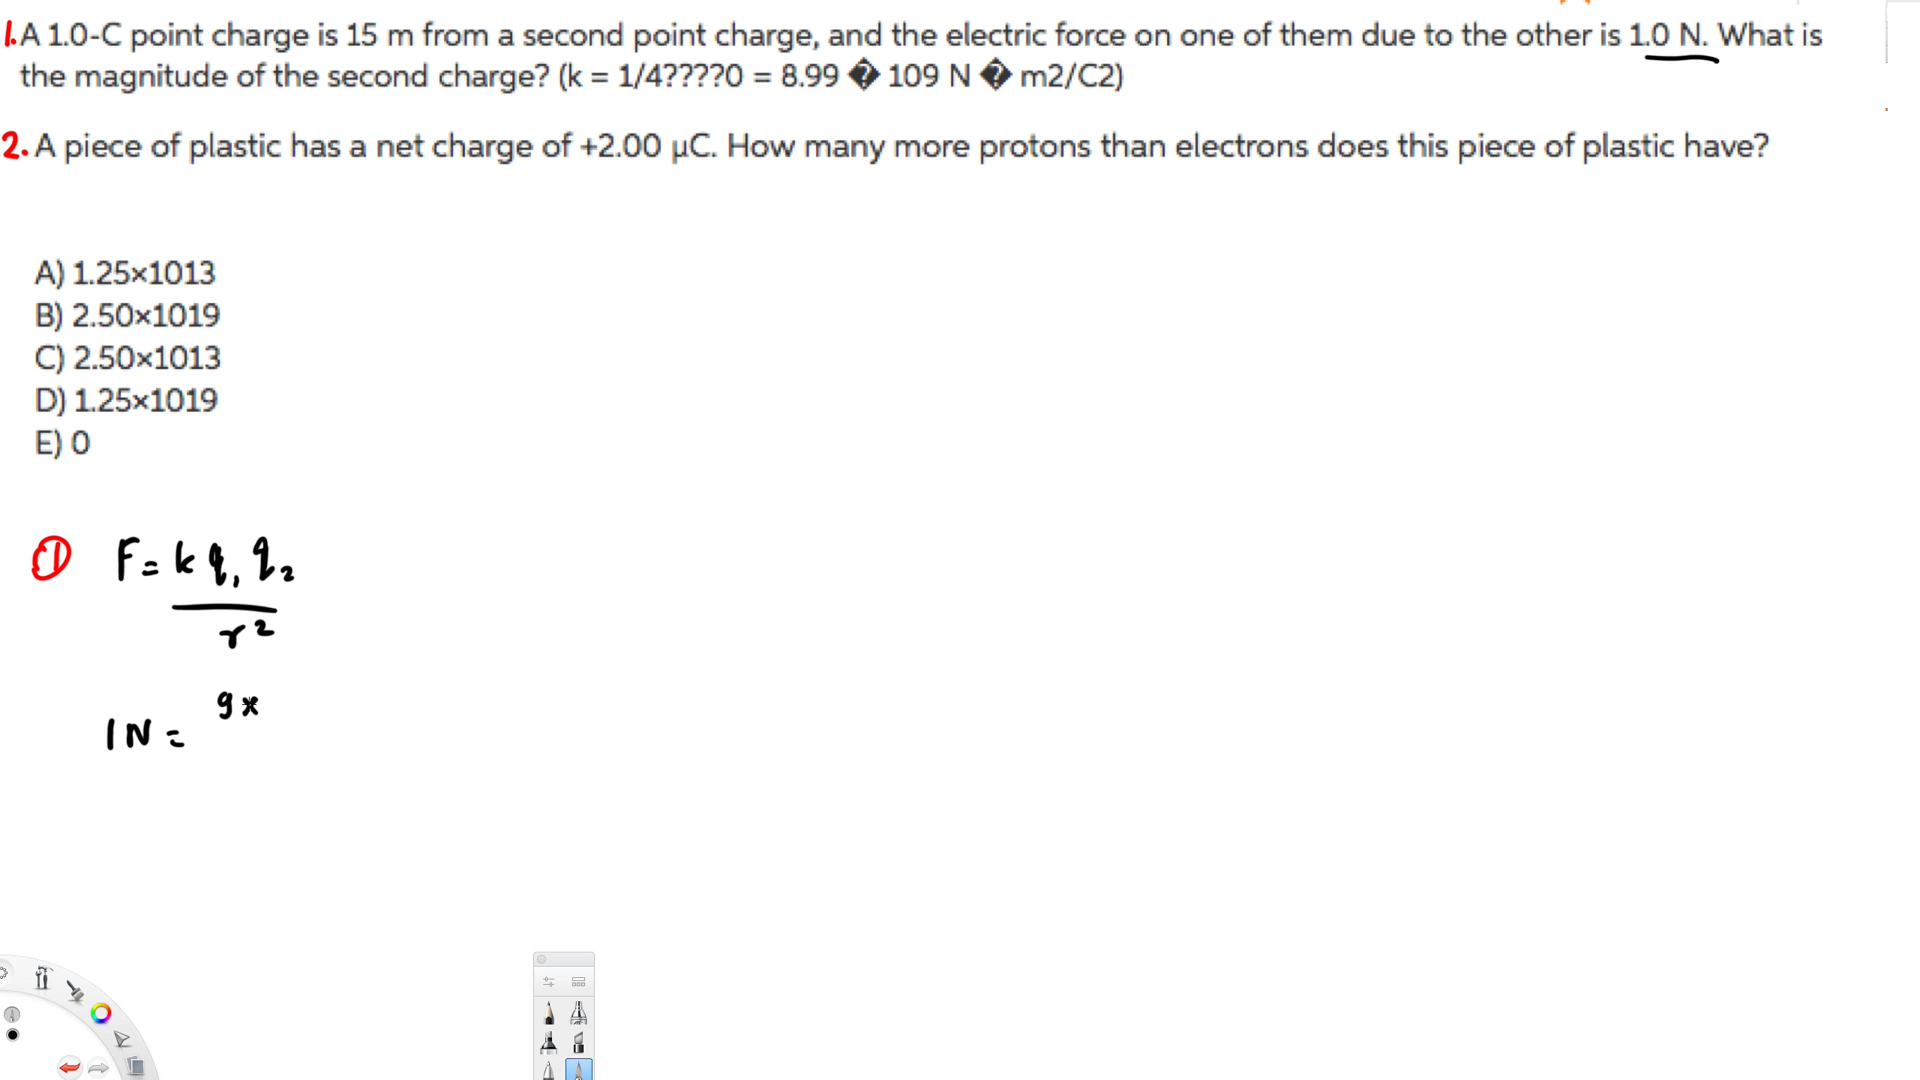 1. A 1.0-C point charge is 15 m from a second point charge, and the electric force on one of them due to the other is 1.0 N. What is
the magnitude of the second charge? (k = 1/4????0 = 8.99 � 109 N � m2/C2)
2. A piece of plastic has a net charge of +2.00 μC. How many more protons than electrons does this piece of plastic have?
A) 1.25×1013
B) 2.50×1019
C) 2.50×1013
D) 1.25×1019
E) 0
① F = k q₁ q₂
r²
9×
1N =